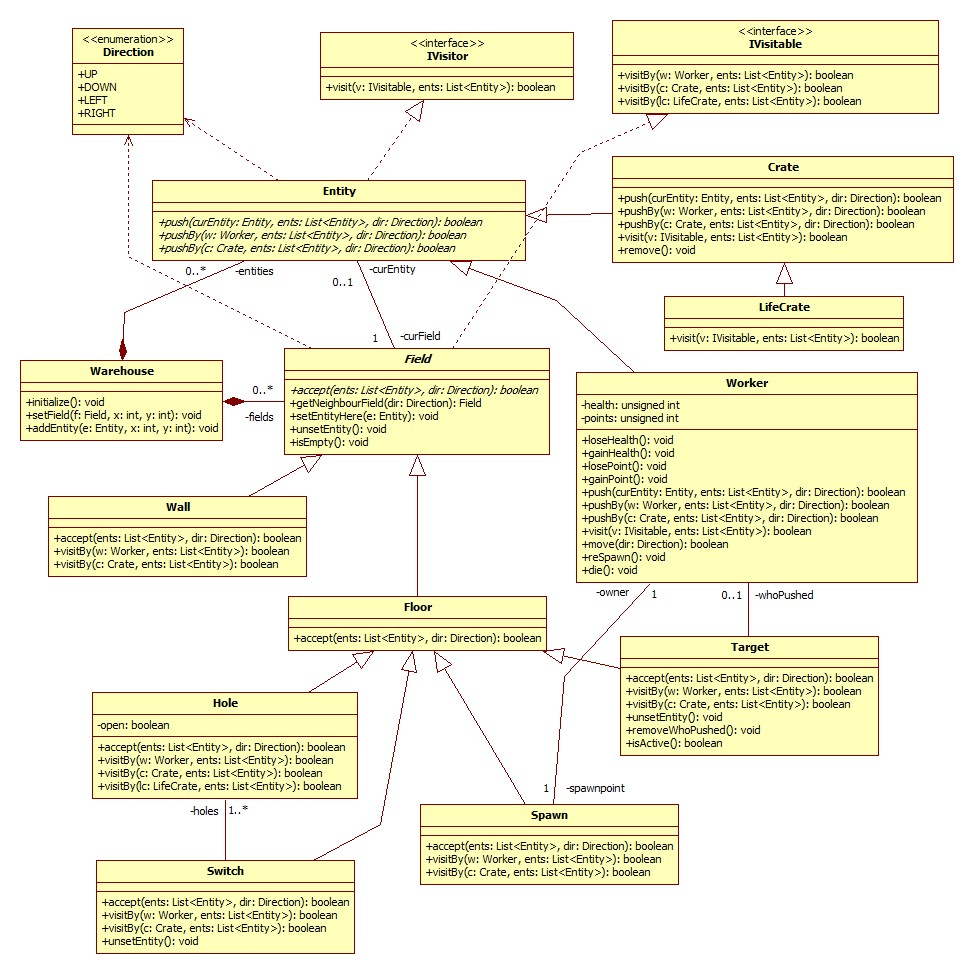 <<enumeration>>
Direction
+UP
+DOWN
+LEFT
+RIGHT
<<interface>>
IVisitor
+visit(v: IVisitable, ents: List<Entity>): boolean
<<interface>>
IVisitable
+visitBy(w: Worker, ents: List<Entity>): boolean
+visitBy(c: Crate, ents: List<Entity>): boolean
+visitBy(lc: LifeCrate, ents: List<Entity>): boolean
Entity
+push(curEntity: Entity, ents: List<Entity>, dir: Direction): boolean
+pushBy(w: Worker, ents: List<Entity>, dir: Direction): boolean
+pushBy(c: Crate, ents: List<Entity>, dir: Direction): boolean
Crate
+push(curEntity: Entity, ents: List<Entity>, dir: Direction): boolean
+pushBy(w: Worker, ents: List<Entity>, dir: Direction): boolean
+pushBy(c: Crate, ents: List<Entity>, dir: Direction): boolean
+visit(v: IVisitable, ents: List<Entity>): boolean
+remove(): void
0..*
-entities
-curEntity
0..1
LifeCrate
+visit(v: IVisitable, ents: List<Entity>): boolean
1
-curField
Warehouse
+initialize(): void
+setField(f: Field, x: int, y: int): void
+addEntity(e: Entity, x: int, y: int): void
0..*
-fields
Field
+accept(ents: List<Entity>, dir: Direction): boolean
+getNeighbourField(dir: Direction): Field
+setEntityHere(e: Entity): void
+unsetEntity(): void
+isEmpty(): void
Worker
-health: unsigned int
-points: unsigned int
+loseHealth(): void
+gainHealth(): void
+losePoint(): void
+gainPoint(): void
+push(curEntity: Entity, ents: List<Entity>, dir: Direction): boolean
+pushBy(w: Worker, ents: List<Entity>, dir: Direction): boolean
+pushBy(c: Crate, ents: List<Entity>, dir: Direction): boolean
+visit(v: IVisitable, ents: List<Entity>): boolean
+move(dir: Direction): boolean
+reSpawn(): void
+die(): void
Wall
+accept(ents: List<Entity>, dir: Direction): boolean
+visitBy(w: Worker, ents: List<Entity>): boolean
+visitBy(c: Crate, ents: List<Entity>): boolean
-owner
1
0..1
-whoPushed
Floor
+accept(ents: List<Entity>, dir: Direction): boolean
Target
+accept(ents: List<Entity>, dir: Direction): boolean
+visitBy(w: Worker, ents: List<Entity>): boolean
+visitBy(c: Crate, ents: List<Entity>): boolean
+unsetEntity(): void
+removeWhoPushed(): void
+isActive(): boolean
Hole
-open: boolean
+accept(ents: List<Entity>, dir: Direction): boolean
+visitBy(w: Worker, ents: List<Entity>): boolean
+visitBy(c: Crate, ents: List<Entity>): boolean
+visitBy(lc: LifeCrate, ents: List<Entity>): boolean
1
-spawnpoint
-holes
1..*
Spawn
+accept(ents: List<Entity>, dir: Direction): boolean
+visitBy(w: Worker, ents: List<Entity>): boolean
+visitBy(c: Crate, ents: List<Entity>): boolean
Switch
+accept(ents: List<Entity>, dir: Direction): boolean
+visitBy(w: Worker, ents: List<Entity>): boolean
+visitBy(c: Crate, ents: List<Entity>): boolean
+unsetEntity(): void